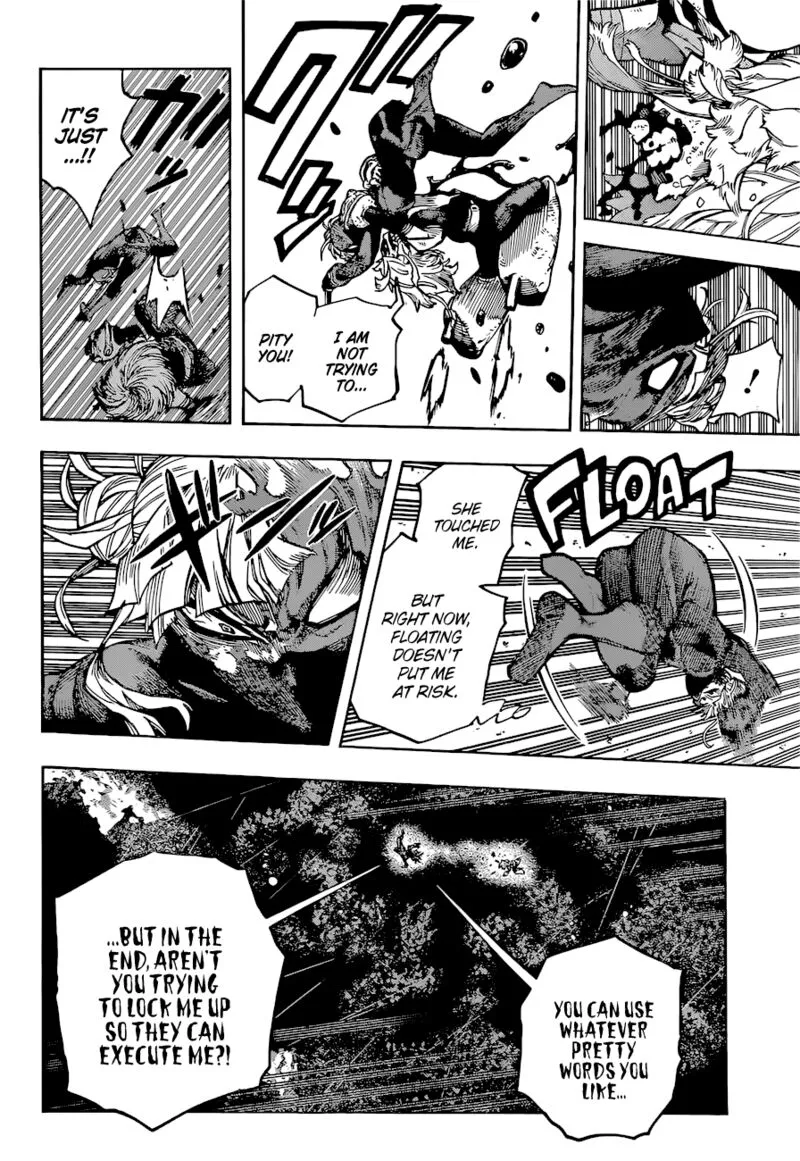 !
I AM
NOT
TRYING
TO...
PITY
YOU!
IT'S
JUST
...!!
FLOAT
SHE
TOUCHED
ME.
BUT
RIGHT NOW,
FLOATING
DOESN'T
PUT ME
AT RISK.
YOU CAN USE
WHATEVER
PRETTY
WORDS YOU
LIKE...
...BUT IN THE
END, AREN'T
YOU TRYING
TO LOCK ME UP
SO THEY CAN
EXECUTE ME?!